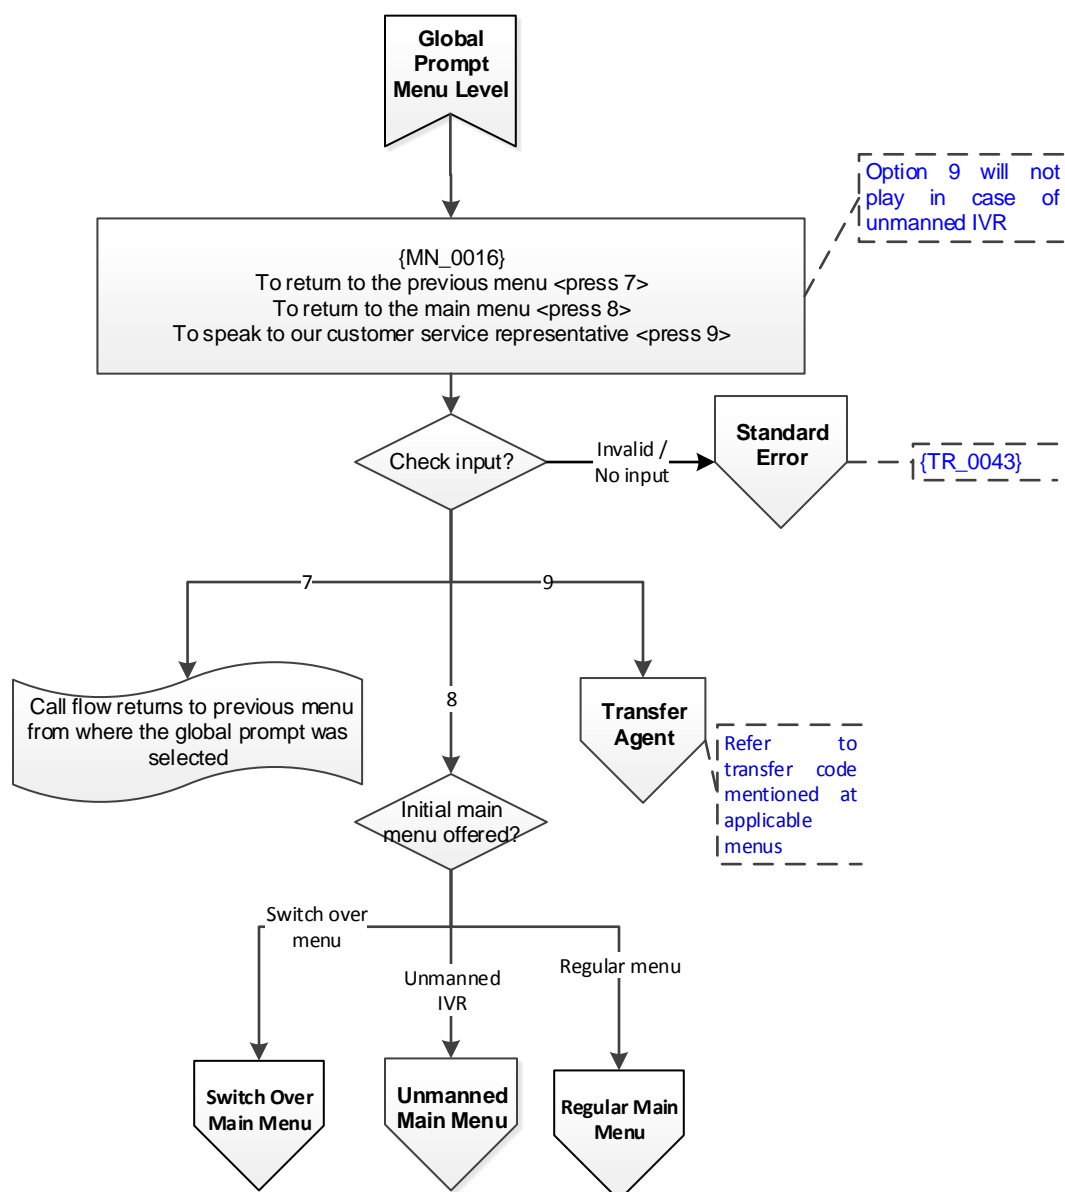 Global
Prompt
Menu Level
Option 9 will not
play in case of
unmanned IVR
{MN_0016}
To return to the previous menu <press 7>
To return to the main menu <press 8>
To speak to our customer service representative <press 9>
Check input?
Invalid /
No input
Standard
Error
{TR_0043}
7
9
8
Call flow returns to previous menu
from where the global prompt was
selected
Transfer
Agent
Refer to
transfer code
mentioned at
applicable
menus
Initial main
menu offered?
Switch over
menu
Unmanned
IVR
Regular menu
Switch Over
Main Menu
Unmanned
Main Menu
Regular Main
Menu